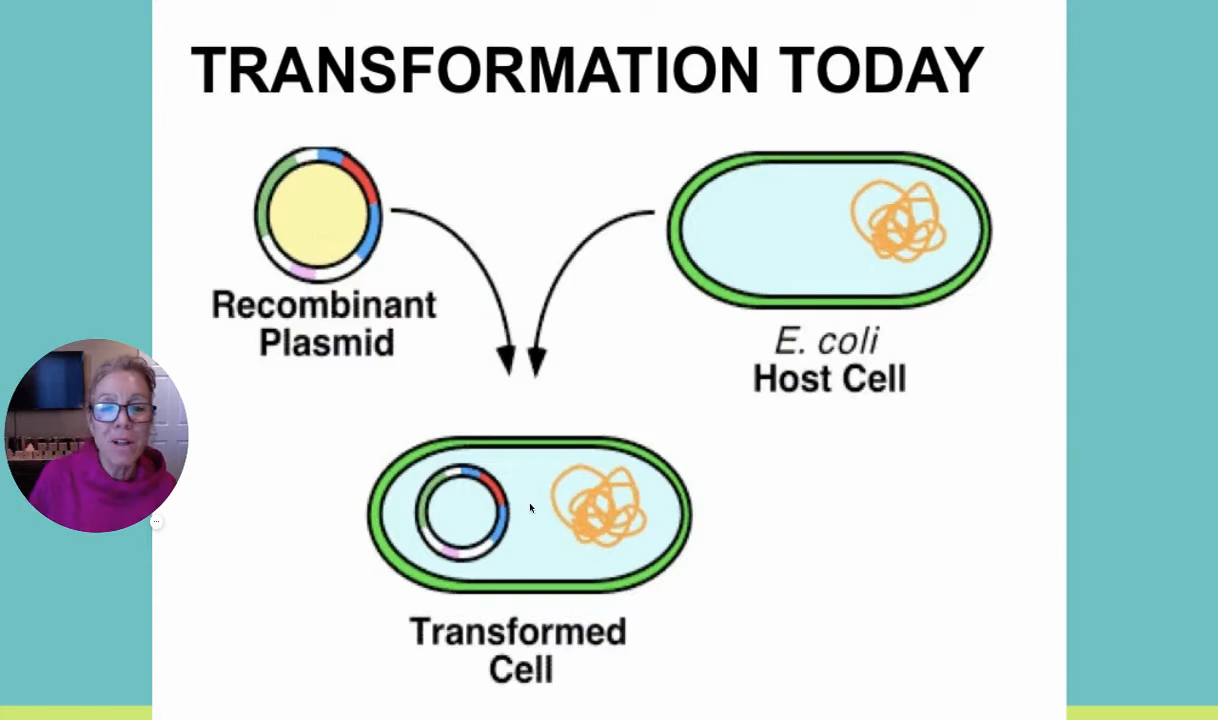 TRANSFORMATION TODAY
Recombinant
Plasmid
E. coli
Host Cell
Transformed
Cell